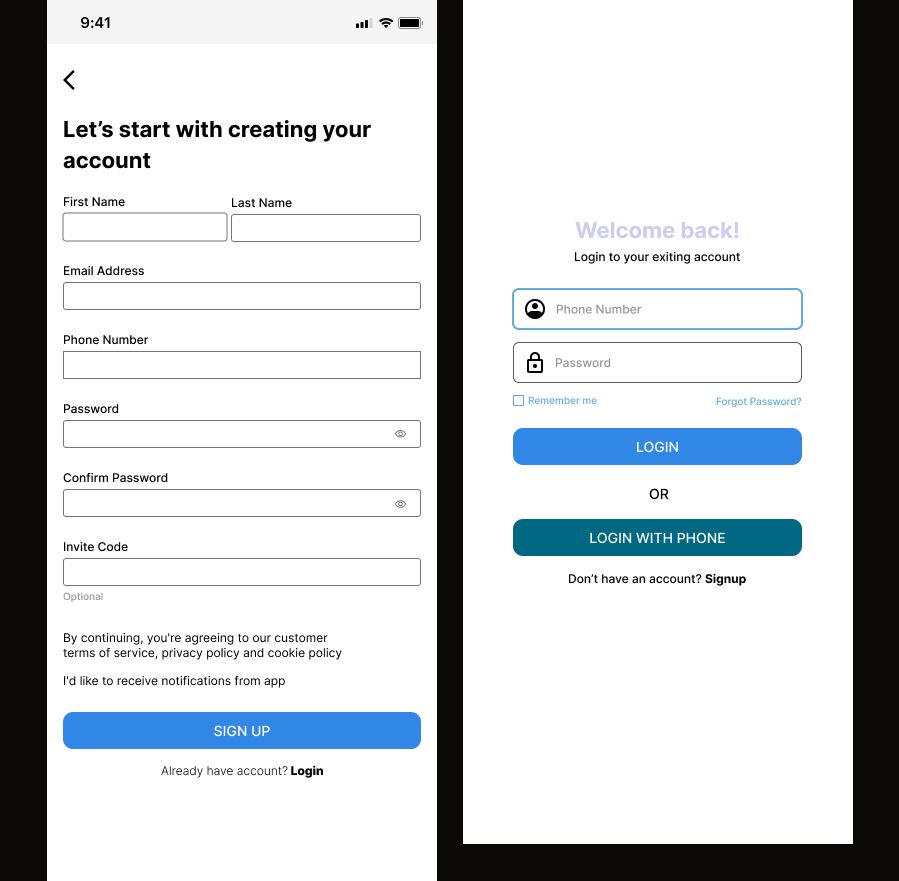 9:41
Let’s start with creating your
account
First Name
Last Name
Email Address
Phone Number
Password
Confirm Password
Invite Code
Optional
By continuing, you're agreeing to our customer
terms of service, privacy policy and cookie policy
I'd like to receive notifications from app
SIGN UP
Already have account? Login
Welcome back!
Login to your exiting account
Phone Number
Password
Remember me
Forgot Password?
LOGIN
OR
LOGIN WITH PHONE
Don’t have an account? Signup